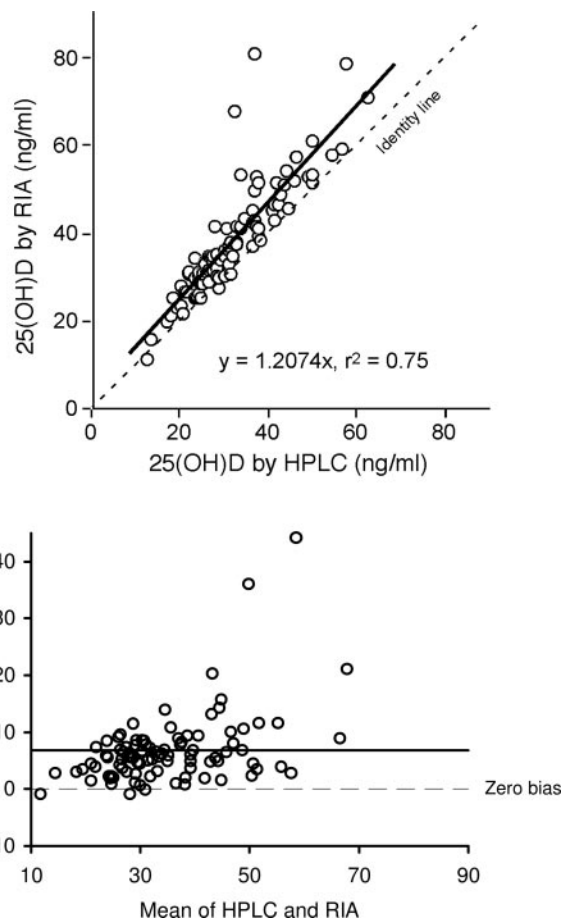 80
60
40
20
0
25(OH)D by RIA (ng/ml)
Identity line
y = 1.2074x, r² = 0.75
0 20 40 60 80
25(OH)D by HPLC (ng/ml)
40
30
20
10
0
10
Zero bias
10 30 50 70 90
Mean of HPLC and RIA